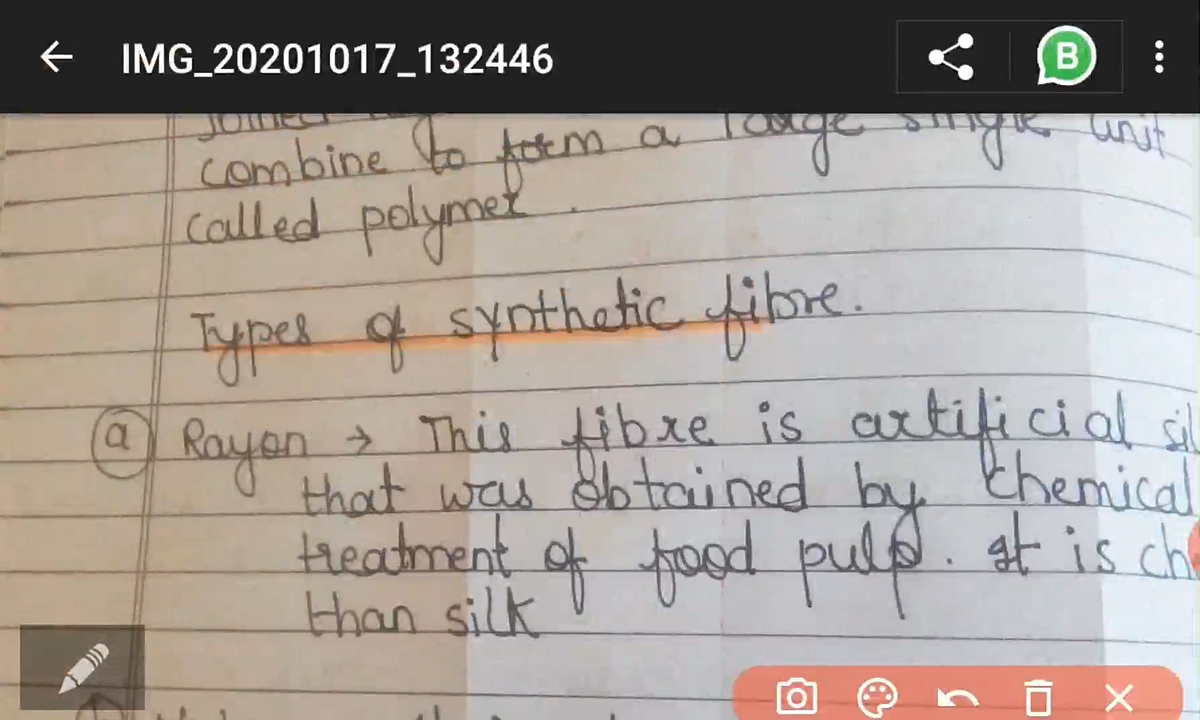 IMG_20201017_132446
B
combine to form a large single unit
called polymer.
Types of synthetic fibre.
a Rayon → This fibre is artificial
that was obtained by chemical
treatment of food pulp. It is
than silk